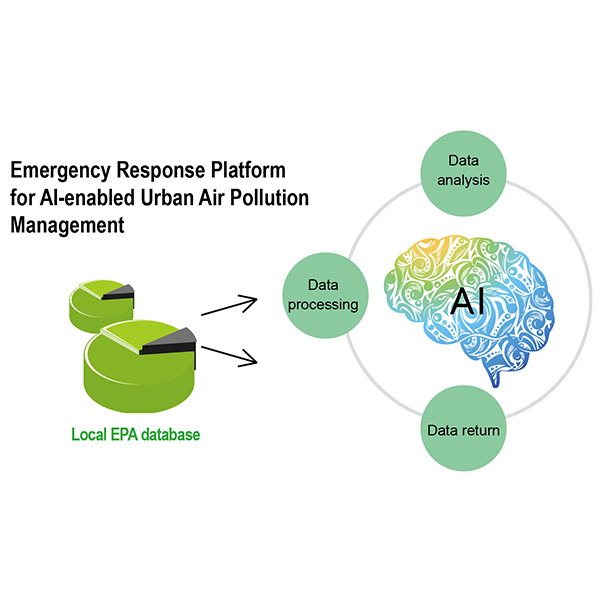 Emergency Response Platform
for AI-enabled Urban Air Pollution
Management
Data
analysis
Data
processing
AI
Data return
Local EPA database